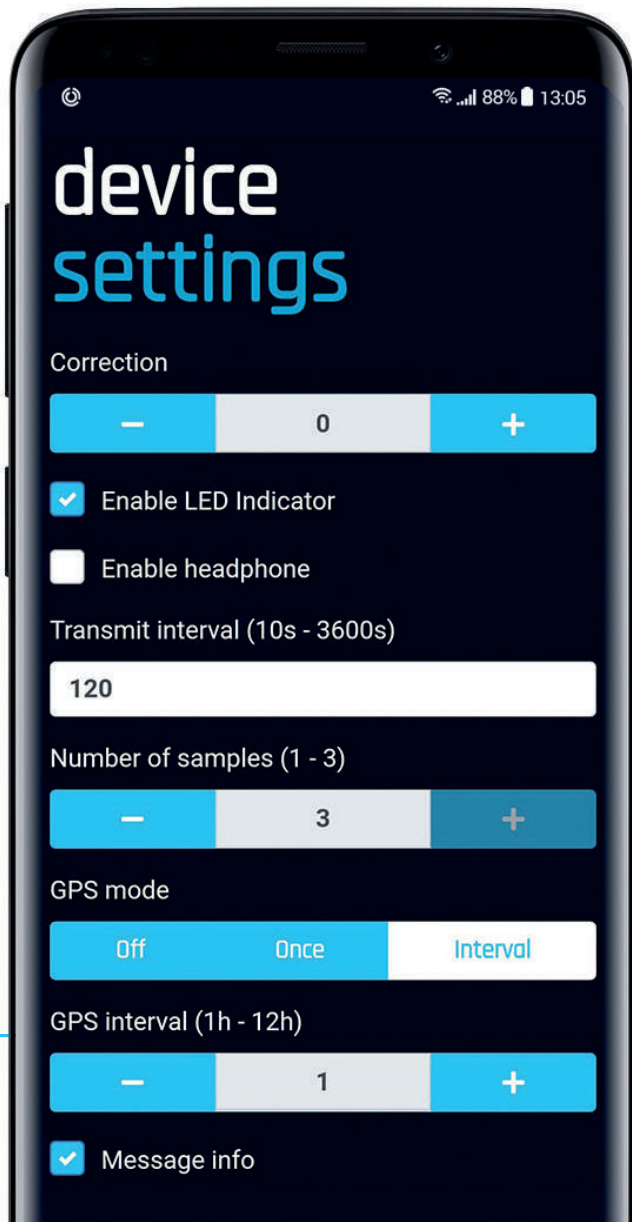 88% 13:05
device
settings
Correction
− 0 +
Enable LED Indicator
Enable headphone
Transmit interval (10s - 3600s)
120
Number of samples (1 - 3)
− 3 +
GPS mode
Off Once Interval
GPS interval (1h - 12h)
− 1 +
Message info